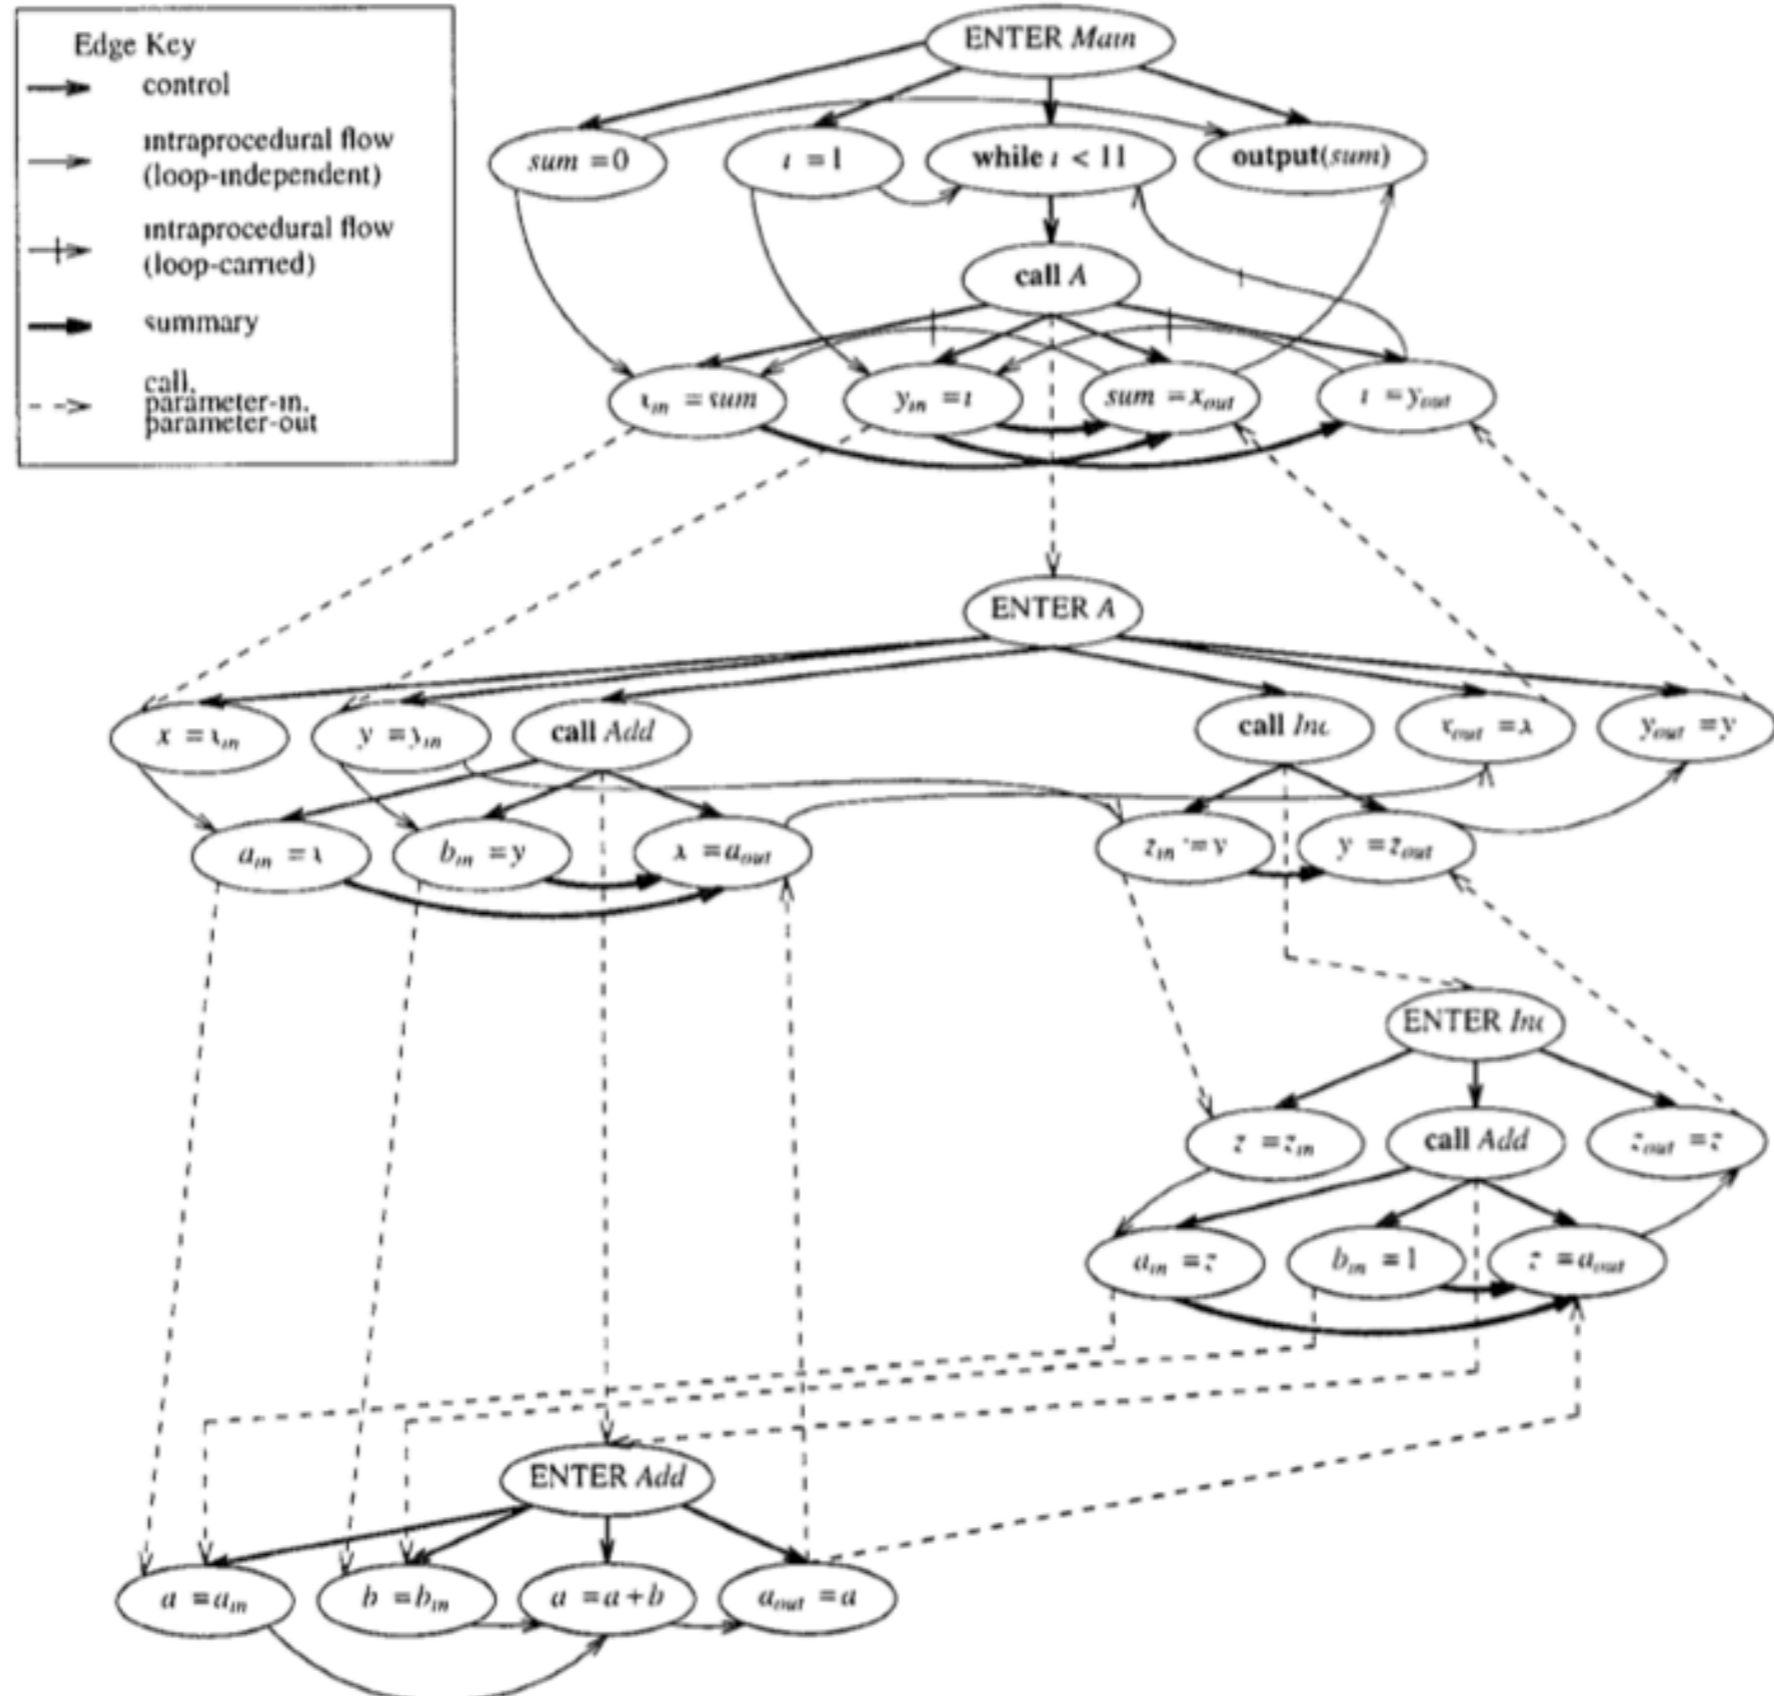 Edge Key
control
intraprocedural flow
(loop-independent)
intraprocedural flow
(loop-carried)
summary
call,
parameter-in,
parameter-out
ENTER Main
sum = 0
i = 1
while i < 11
output(sum)
call A
x_in = sum
y_in = i
sum = x_out
i = y_out
ENTER A
x = x_in
y = y_in
call Add
call Inc
x_out = x
y_out = y
a_in = x
b_in = y
x = a_out
z_in = y
y = z_out
ENTER Inc
z = z_in
call Add
z_out = z
a_in = z
b_in = 1
z = a_out
ENTER Add
a = a_in
b = b_in
a = a + b
a_out = a